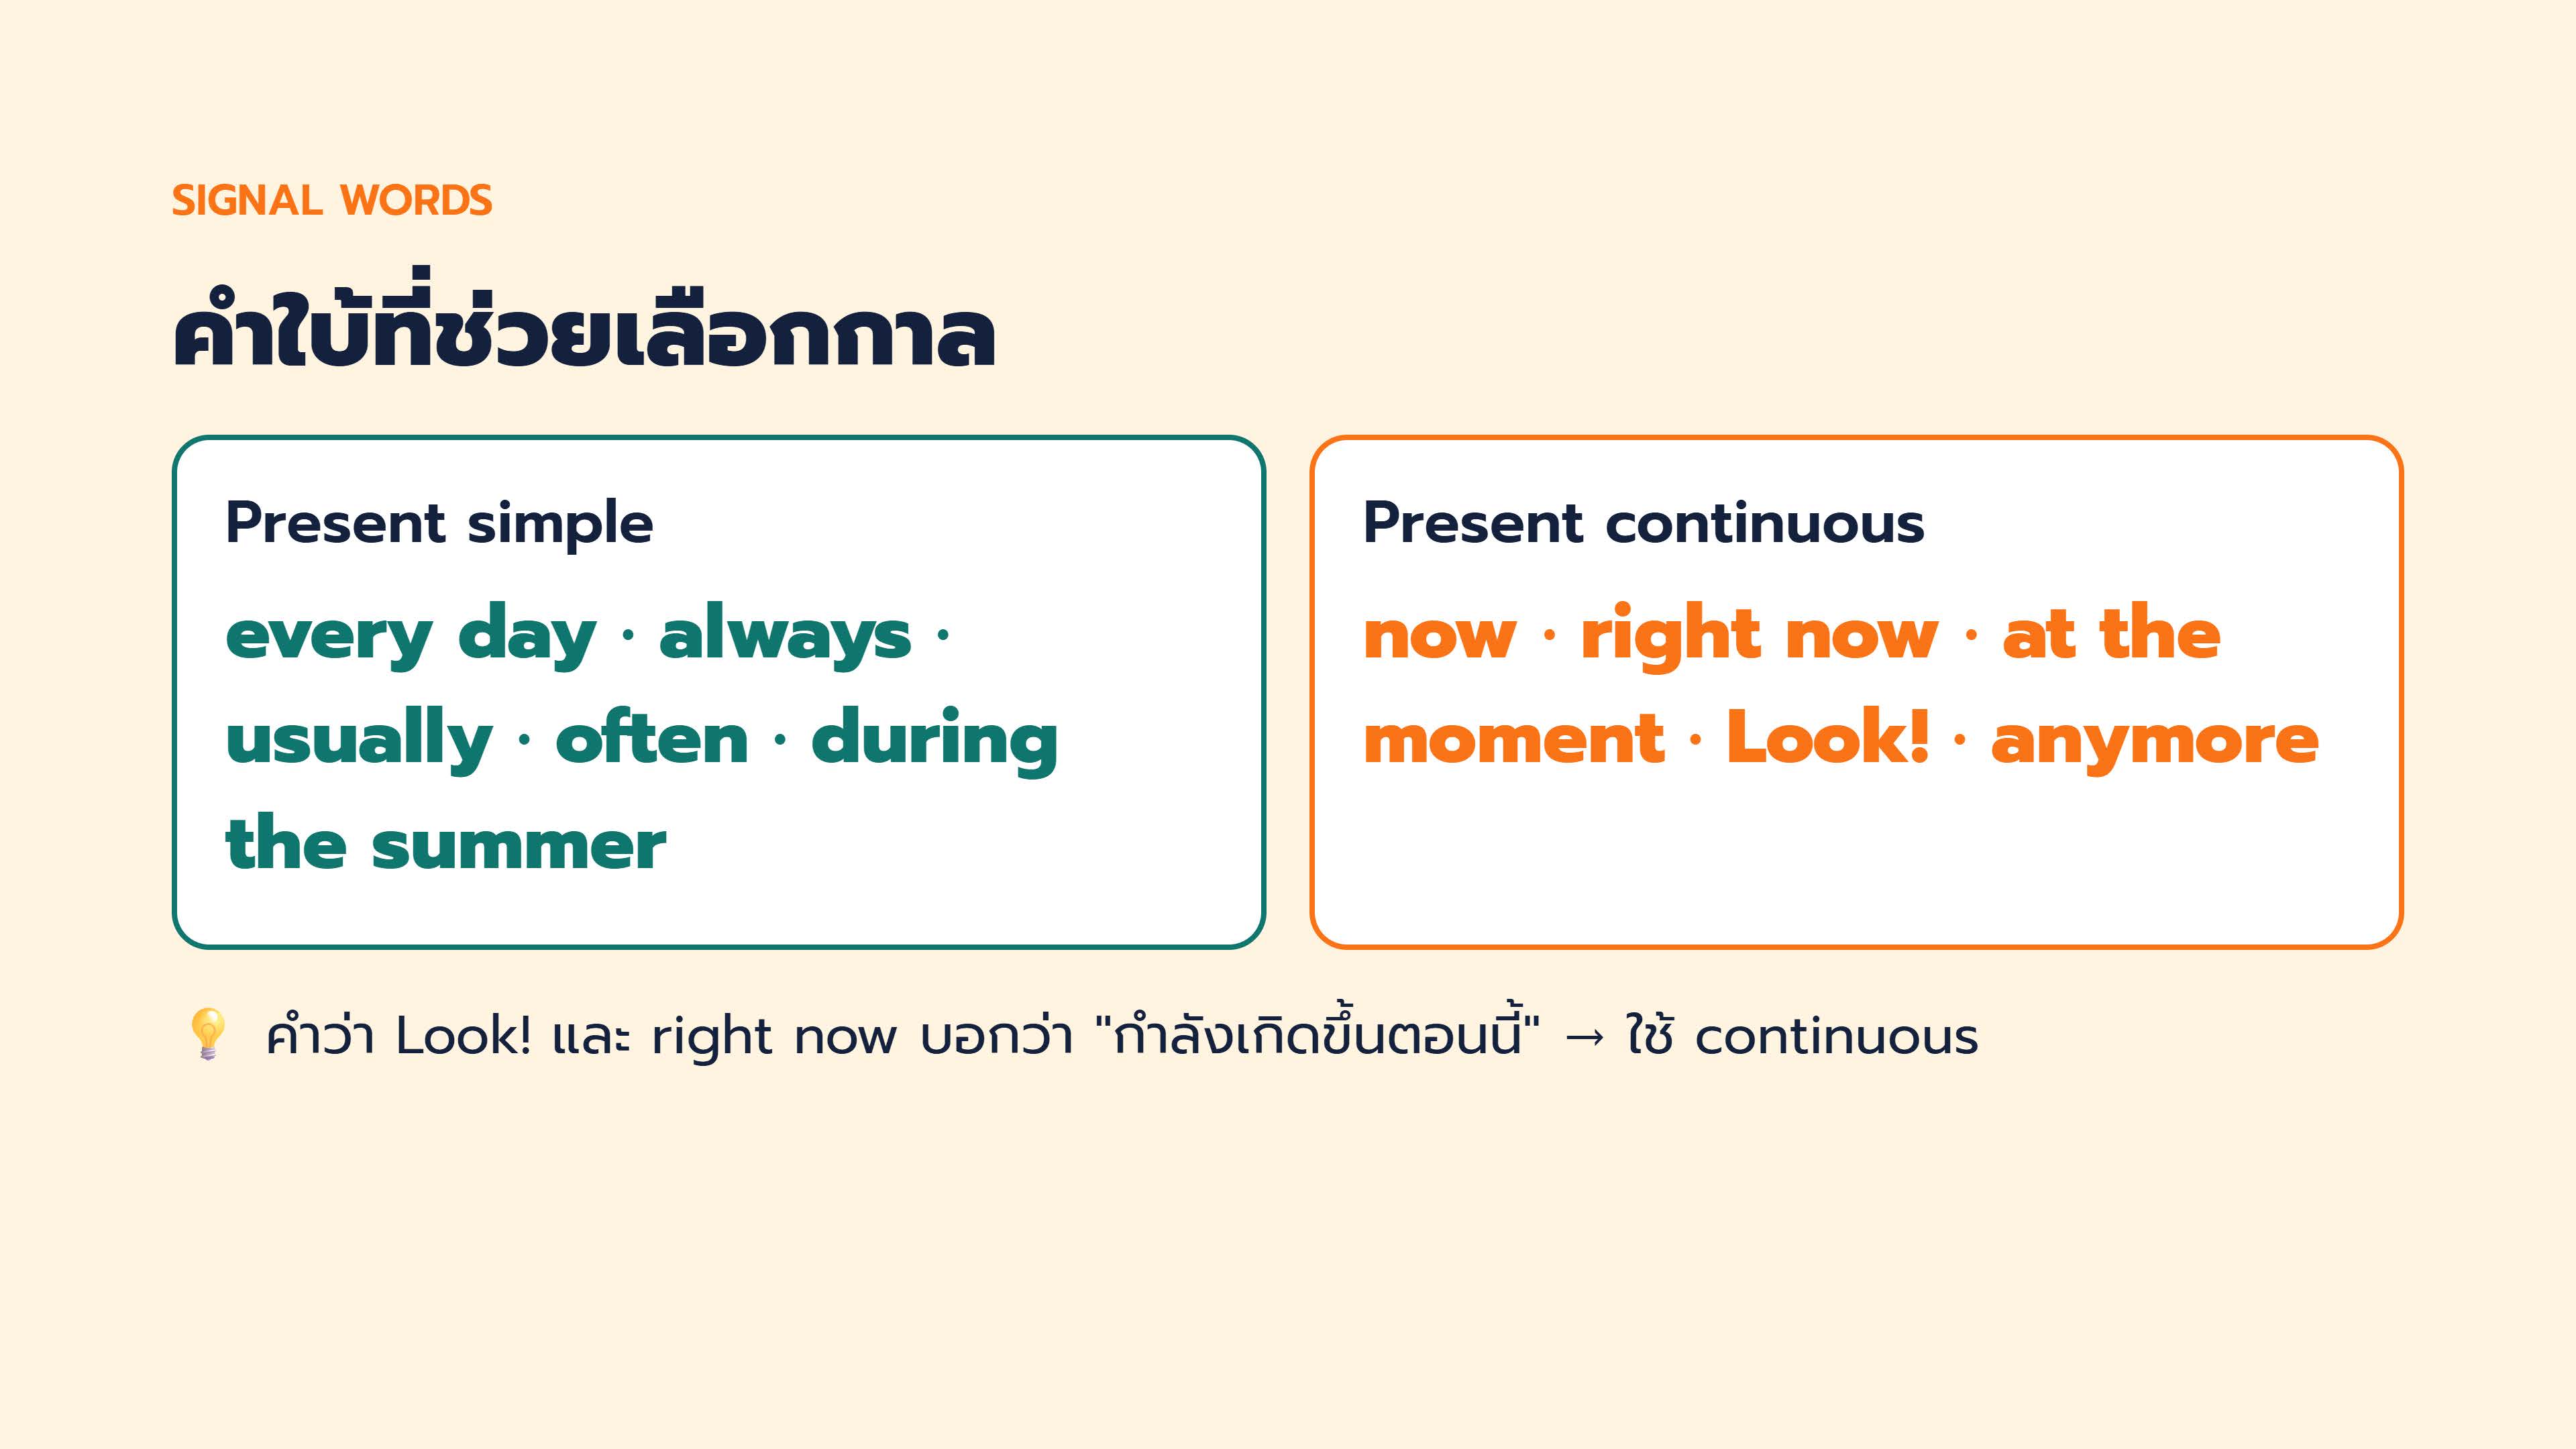 SIGNAL WORDS
คำใบ้ที่ช่วยเลือกกาล
Present simple
every day · always ·
usually · often · during
the summer
Present continuous
now · right now · at the
moment · Look! · anymore
💡 คำว่า Look! และ right now บอกว่า "กำลังเกิดขึ้นตอนนี้" → ใช้ continuous